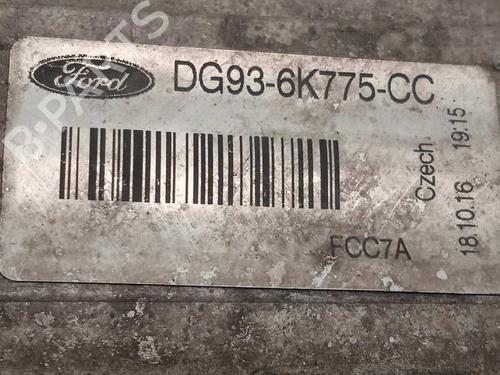 Ford
DG93-6K775-CC
Czech
18.10.16 19:15
FCC7A
B-PARTS